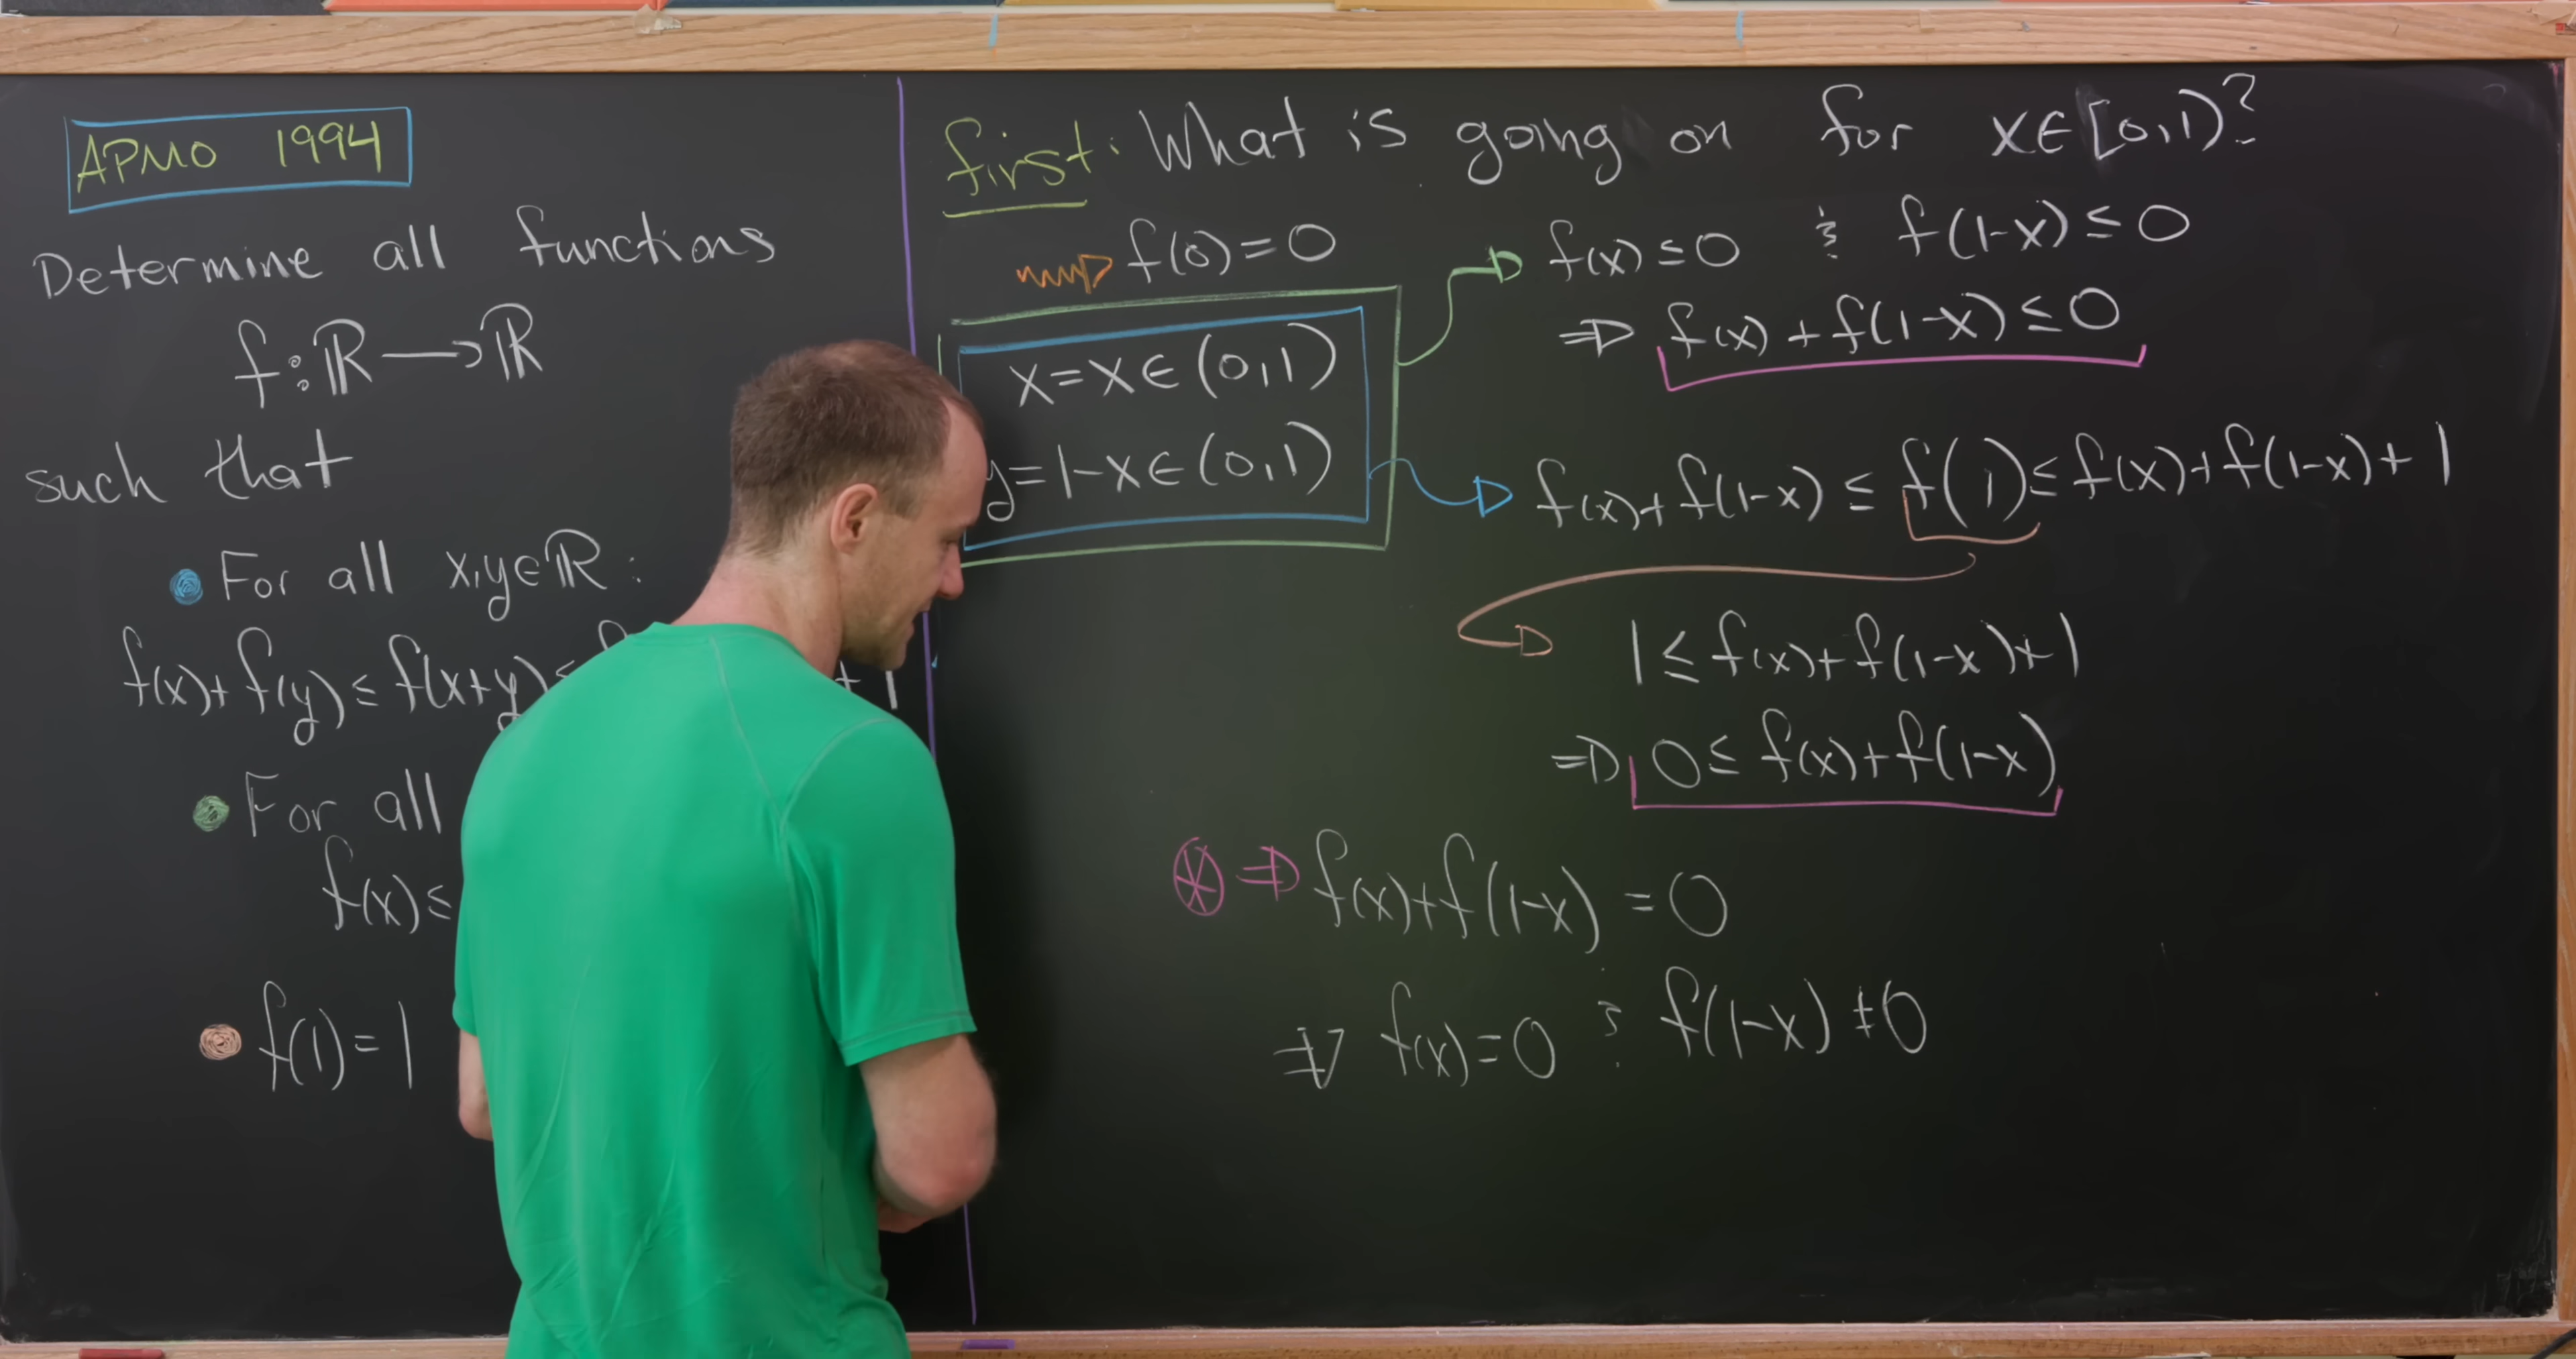 APMO 1994
Determine all functions
f:ℝ→ℝ
such that
• For all x,y∈ℝ:
f(x)+f(y)≤f(x+y)≤ +1
• For all
f(x)≤
• f(1)=1
first: What is going on for x∈[0,1)?
⇒ f(0)=0
x=x∈(0,1)
y=1-x∈(0,1)
f(x)≤0 & f(1-x)≤0
⇒ f(x)+f(1-x)≤0
f(x)+f(1-x)≤f(1)≤f(x)+f(1-x)+1
1≤f(x)+f(1-x)+1
⇒ 0≤f(x)+f(1-x)
⊛ ⇒ f(x)+f(1-x)=0
⇒ f(x)=0 & f(1-x)≠0